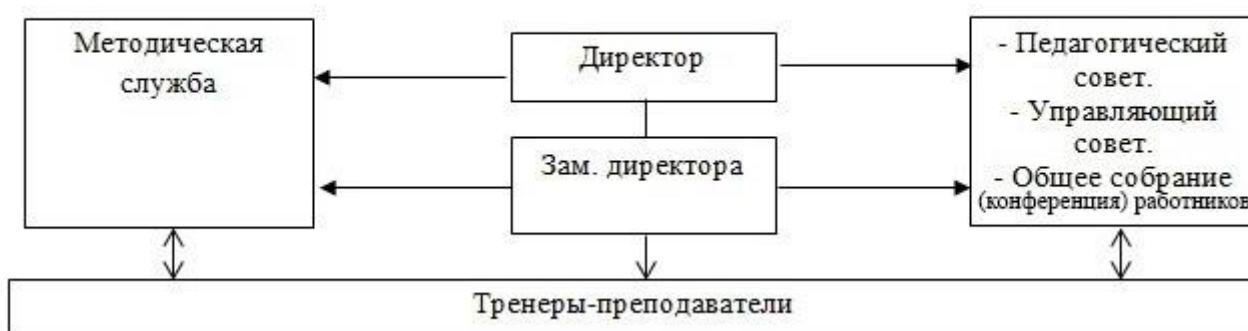 Методическая
служба
Директор
Зам. директора
- Педагогический
совет.
- Управляющий
совет.
- Общее собрание
(конференция) работников
Тренеры-преподаватели